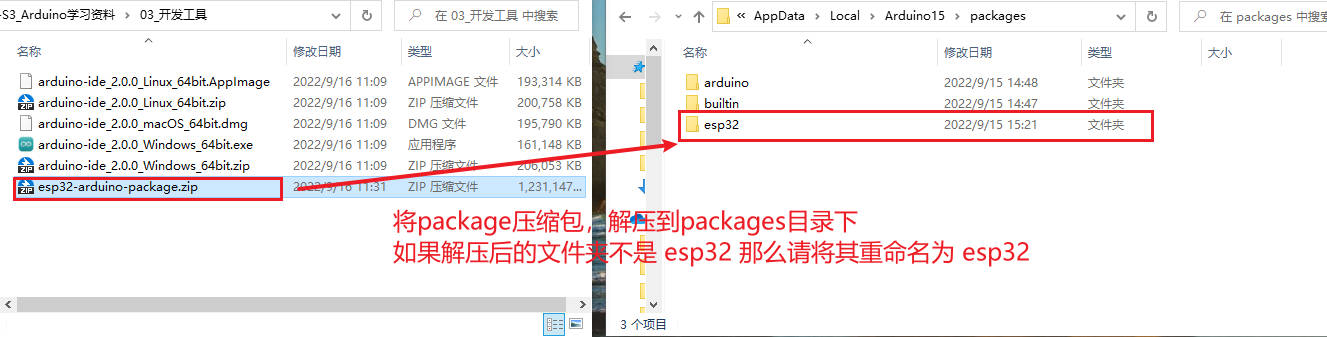 -S3_Arduino学习资料 › 03_开发工具
在 03_开发工具 中搜索
名称 修改日期 类型 大小
arduino-ide_2.0.0_Linux_64bit.AppImage 2022/9/16 11:09 APPIMAGE 文件 193,314 KB
arduino-ide_2.0.0_Linux_64bit.zip 2022/9/16 11:09 ZIP 压缩文件 200,758 KB
arduino-ide_2.0.0_macOS_64bit.dmg 2022/9/16 11:09 DMG 文件 195,790 KB
arduino-ide_2.0.0_Windows_64bit.exe 2022/9/16 11:09 应用程序 161,148 KB
arduino-ide_2.0.0_Windows_64bit.zip 2022/9/16 11:09 ZIP 压缩文件 206,053 KB
esp32-arduino-package.zip 2022/9/16 11:31 ZIP 压缩文件 1,231,147...
« AppData › Local › Arduino15 › packages
在 packages 中搜
名称 修改日期 类型 大小
arduino 2022/9/15 14:48 文件夹
builtin 2022/9/15 14:47 文件夹
esp32 2022/9/15 15:21 文件夹
将package压缩包，解压到packages目录下
如果解压后的文件夹不是 esp32 那么请将其重命名为 esp32
3 个项目